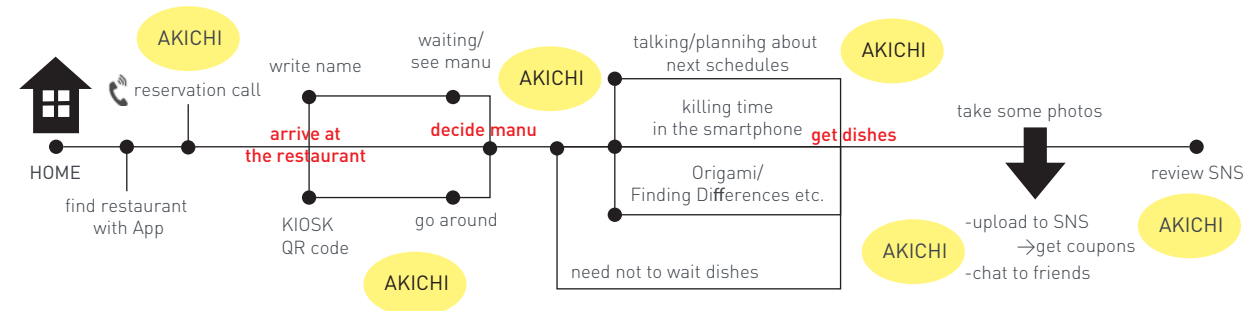 AKICHI
reservation call
HOME
find restaurant
with App
write name
waiting/
see manu
arrive at
the restaurant
decide manu
KIOSK
QR code
go around
AKICHI
AKICHI
talking/plannihg about
next schedules
killing time
in the smartphone
Origami/
Finding Differences etc.
need not to wait dishes
get dishes
AKICHI
take some photos
-upload to SNS
→get coupons
-chat to friends
AKICHI
review SNS
AKICHI